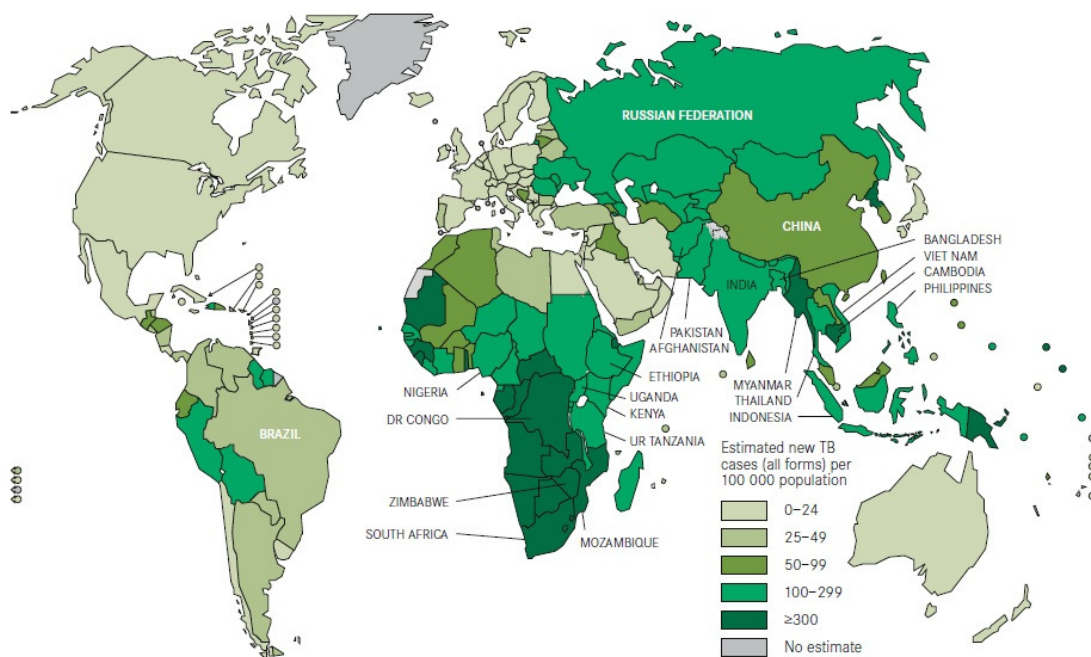 RUSSIAN FEDERATION
CHINA
BANGLADESH
VIET NAM
CAMBODIA
PHILIPPINES
INDIA
PAKISTAN
AFGHANISTAN
ETHIOPIA
NIGERIA
UGANDA
MYANMAR
THAILAND
INDONESIA
KENYA
DR CONGO
BRAZIL
UR TANZANIA
ZIMBABWE
SOUTH AFRICA
MOZAMBIQUE
Estimated new TB
cases (all forms) per
100 000 population
0–24
25–49
50–99
100–299
≥300
No estimate